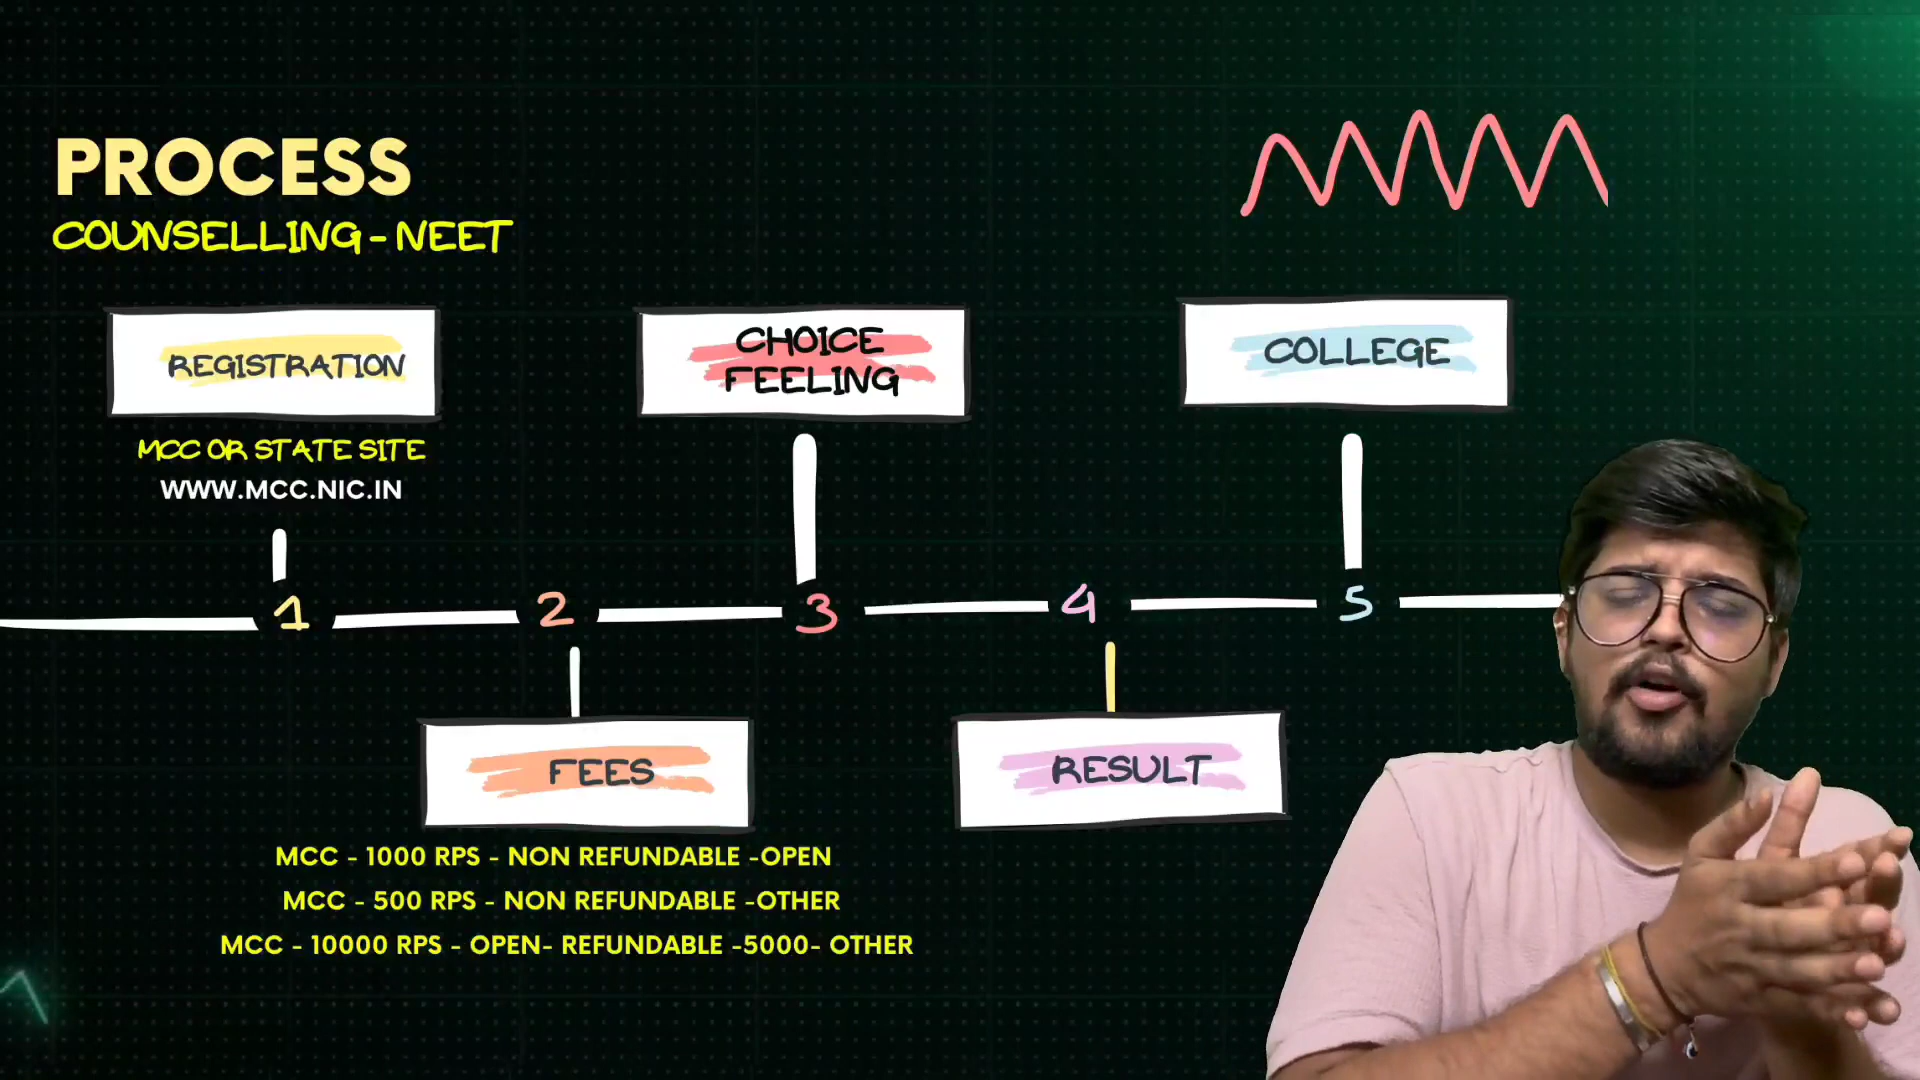 PROCESS
COUNSELLING - NEET
REGISTRATION
MCC OR STATE SITE
WWW.MCC.NIC.IN
CHOICE
FEELING
COLLEGE
1
2
3
4
5
FEES
RESULT
MCC - 1000 RPS - NON REFUNDABLE -OPEN
MCC - 500 RPS - NON REFUNDABLE -OTHER
MCC - 10000 RPS - OPEN- REFUNDABLE -5000- OTHER